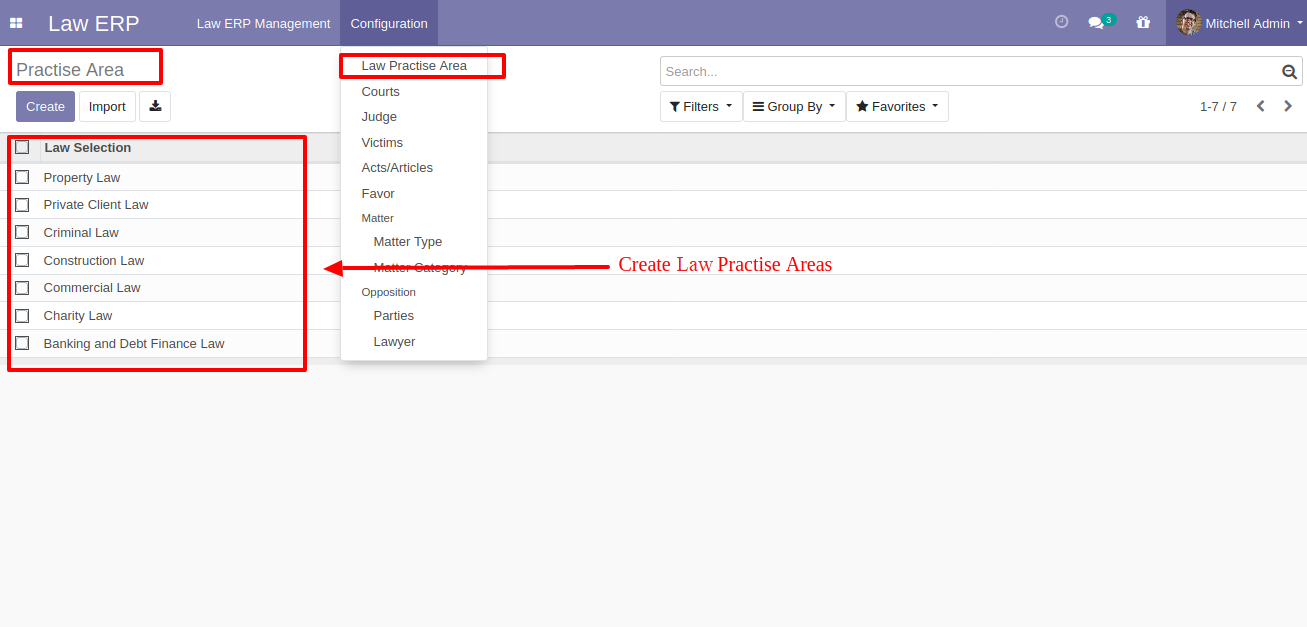 Law ERP
Law ERP Management
Configuration
3
Mitchell Admin
Practise Area
Search...
Create
Import
Filters
Group By
Favorites
1-7 / 7
Law Practise Area
Courts
Judge
Victims
Acts/Articles
Favor
Matter
Matter Type
Matter Category
Opposition
Parties
Lawyer
Law Selection
Property Law
Private Client Law
Criminal Law
Construction Law
Commercial Law
Charity Law
Banking and Debt Finance Law
Create Law Practise Areas